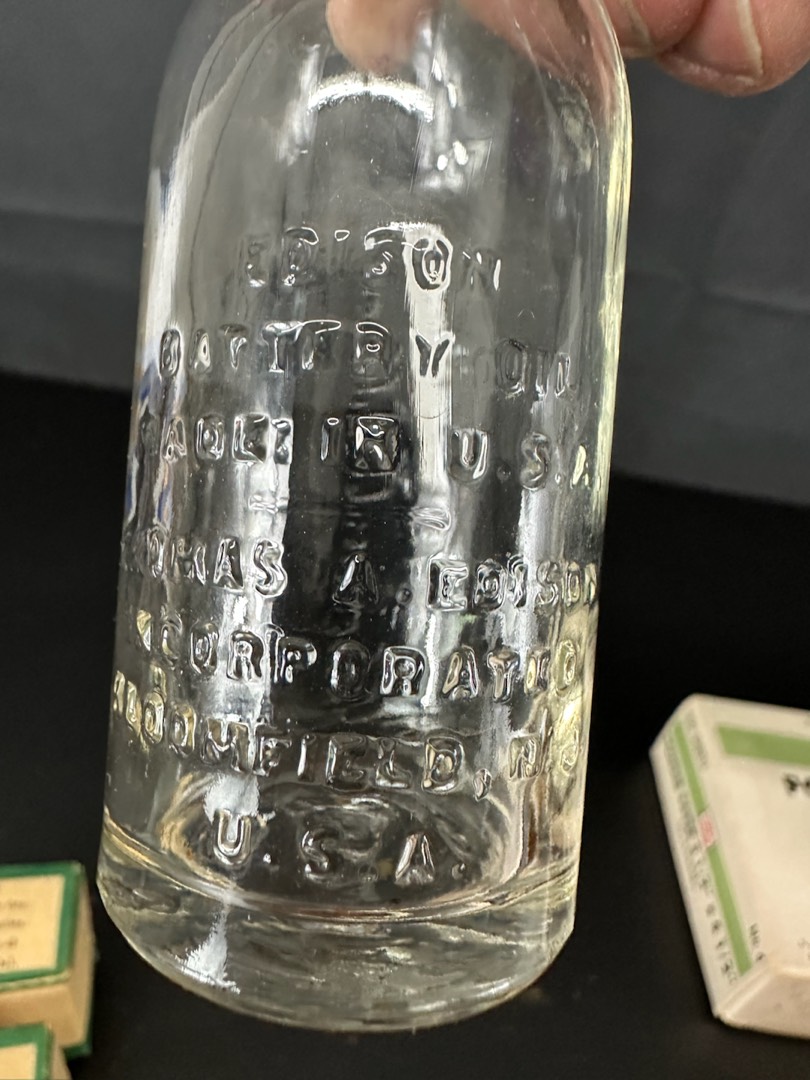 EDISON
BATTERY OIL
MADE IN U.S.A.
THOMAS A. EDISON
INCORPORATED
BLOOMFIELD, N.J.
U.S.A.